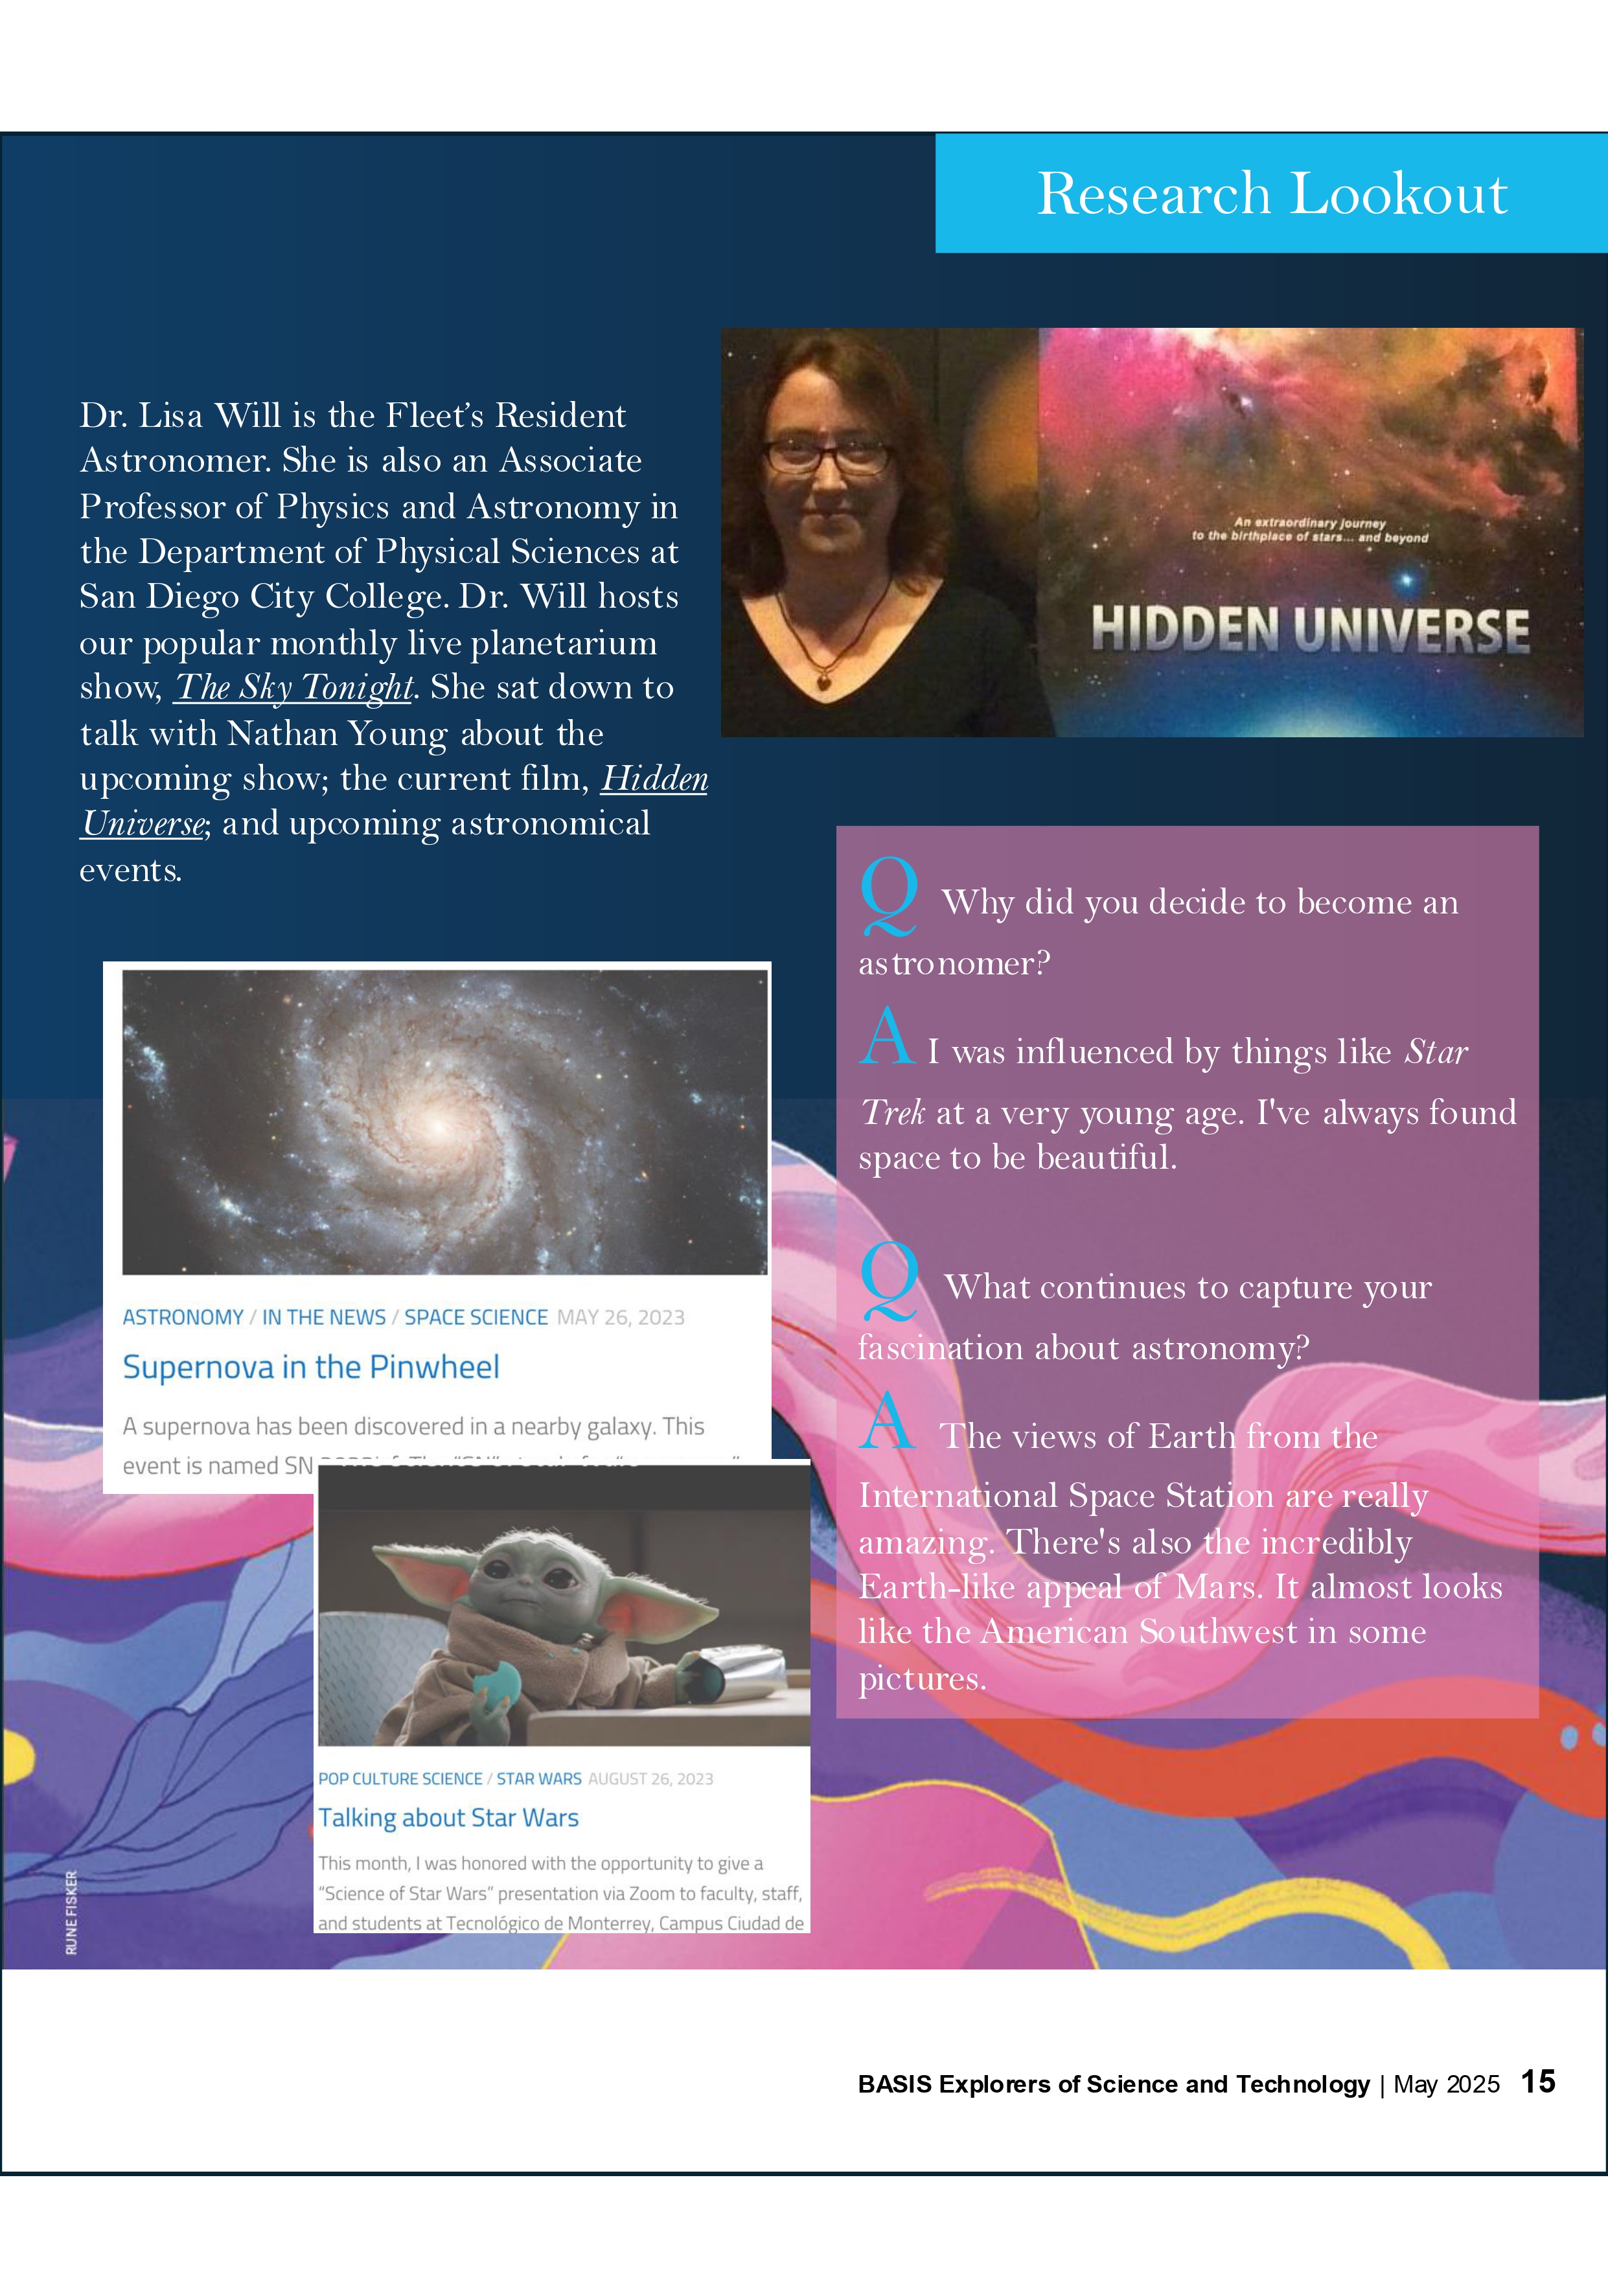 Research Lookout
Dr. Lisa Will is the Fleet’s Resident
Astronomer. She is also an Associate
Professor of Physics and Astronomy in
the Department of Physical Sciences at
San Diego City College. Dr. Will hosts
our popular monthly live planetarium
show, The Sky Tonight. She sat down to
talk with Nathan Young about the
upcoming show; the current film, Hidden
Universe; and upcoming astronomical
events.
An extraordinary journey
to the birthplace of stars... and beyond
HIDDEN UNIVERSE
Q Why did you decide to become an
astronomer?
A I was influenced by things like Star
Trek at a very young age. I've always found
space to be beautiful.
Q What continues to capture your
fascination about astronomy?
A The views of Earth from the
International Space Station are really
amazing. There's also the incredibly
Earth-like appeal of Mars. It almost looks
like the American Southwest in some
pictures.
ASTRONOMY / IN THE NEWS / SPACE SCIENCE MAY 26, 2023
Supernova in the Pinwheel
A supernova has been discovered in a nearby galaxy. This
event is named SN
POP CULTURE SCIENCE / STAR WARS AUGUST 26, 2023
Talking about Star Wars
This month, I was honored with the opportunity to give a
“Science of Star Wars” presentation via Zoom to faculty, staff,
and students at Tecnológico de Monterrey, Campus Ciudad de
RUNE FISKER
BASIS Explorers of Science and Technology | May 2025 15